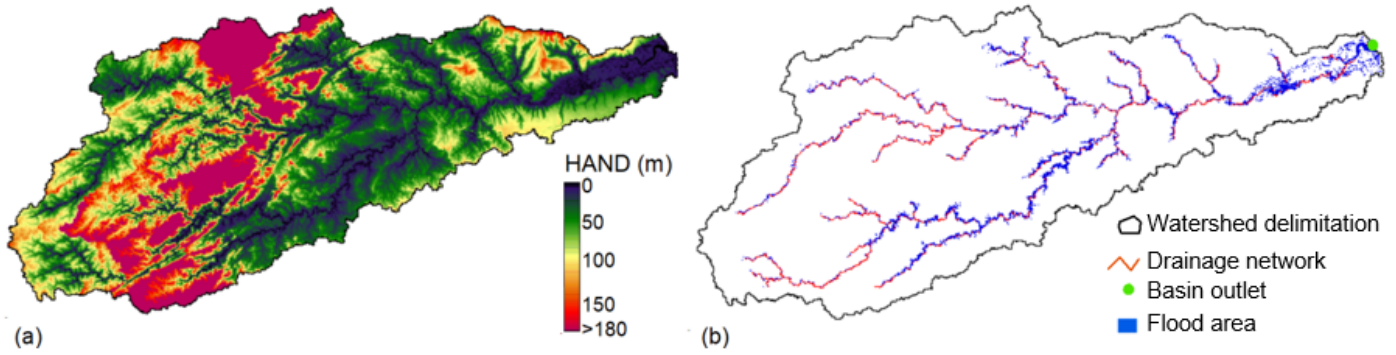 HAND (m)
0
50
100
150
>180
(a)
Watershed delimitation
Drainage network
Basin outlet
Flood area
(b)